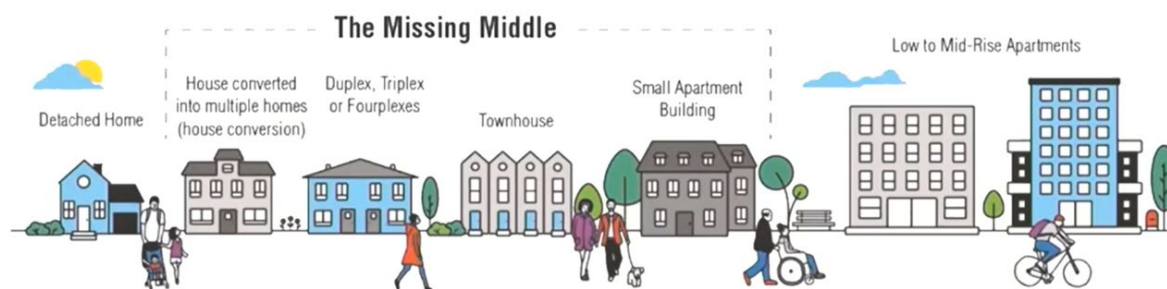 The Missing Middle
Detached Home
House converted
into multiple homes
(house conversion)
Duplex, Triplex
or Fourplexes
Townhouse
Small Apartment
Building
Low to Mid-Rise Apartments